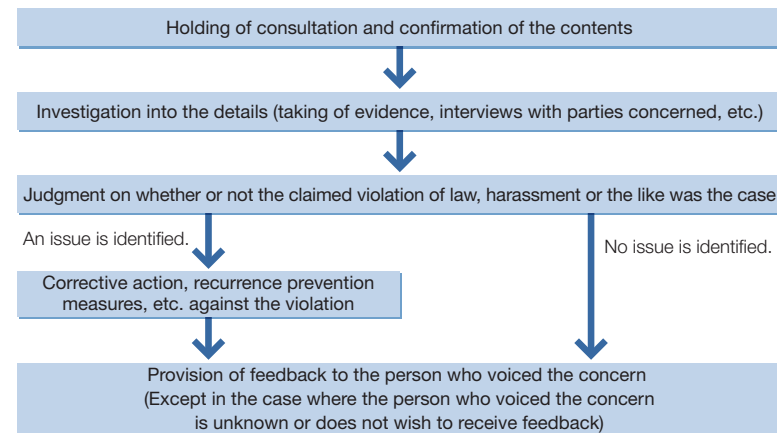 Holding of consultation and confirmation of the contents
Investigation into the details (taking of evidence, interviews with parties concerned, etc.)
Judgment on whether or not the claimed violation of law, harassment or the like was the case
An issue is identified.
No issue is identified.
Corrective action, recurrence prevention
measures, etc. against the violation
Provision of feedback to the person who voiced the concern
(Except in the case where the person who voiced the concern
is unknown or does not wish to receive feedback)